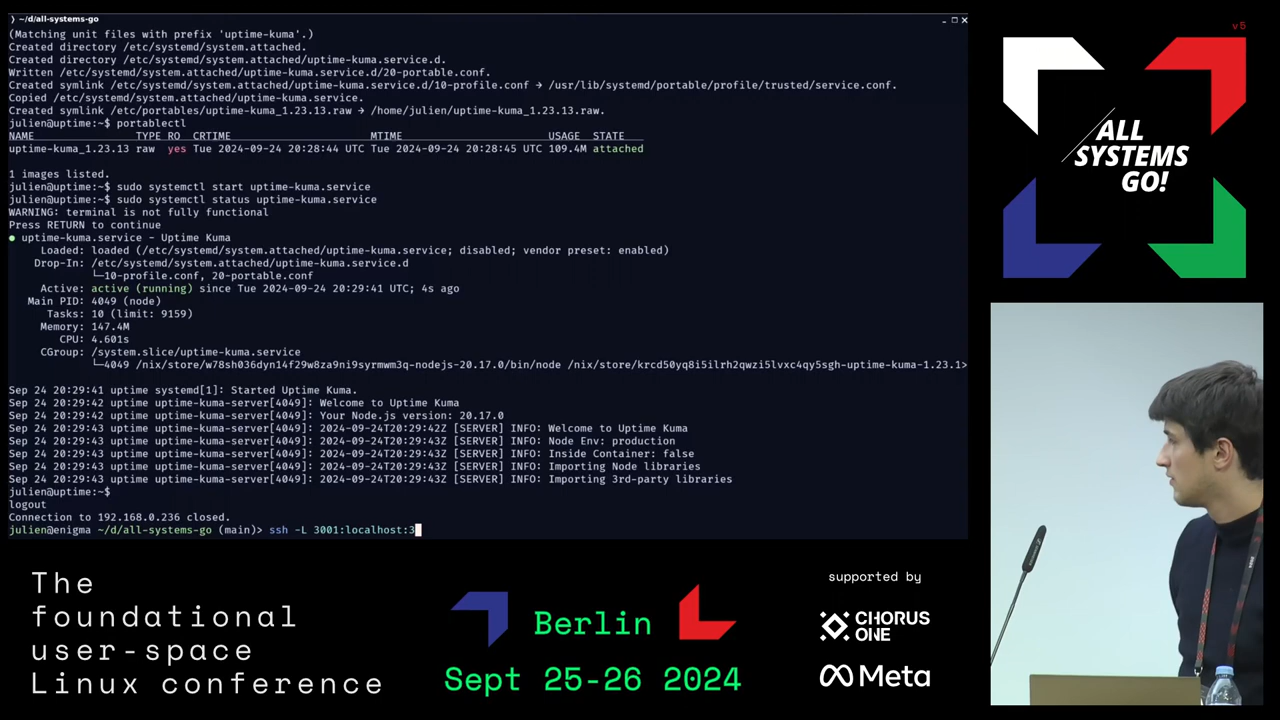 ) ~/d/all-systems-go
(Matching unit files with prefix 'uptime-kuma'.)
Created directory /etc/systemd/system.attached.
Created directory /etc/systemd/system.attached/uptime-kuma.service.d.
Written /etc/systemd/system.attached/uptime-kuma.service.d/20-portable.conf.
Created symlink /etc/systemd/system.attached/uptime-kuma.service.d/10-profile.conf → /usr/lib/systemd/portable/profile/trusted/service.conf.
Copied /etc/systemd/system.attached/uptime-kuma.service.
Created symlink /etc/portables/uptime-kuma_1.23.13.raw → /home/julien/uptime-kuma_1.23.13.raw.
julien@uptime:~$ portablectl
NAME TYPE RO CRTIME MTIME USAGE STATE
uptime-kuma_1.23.13 raw yes Tue 2024-09-24 20:28:44 UTC Tue 2024-09-24 20:28:45 UTC 109.4M attached
1 images listed.
julien@uptime:~$ sudo systemctl start uptime-kuma.service
julien@uptime:~$ sudo systemctl status uptime-kuma.service
WARNING: terminal is not fully functional
Press RETURN to continue
● uptime-kuma.service - Uptime Kuma
Loaded: loaded (/etc/systemd/system.attached/uptime-kuma.service; disabled; vendor preset: enabled)
Drop-In: /etc/systemd/system.attached/uptime-kuma.service.d
└─10-profile.conf, 20-portable.conf
Active: active (running) since Tue 2024-09-24 20:29:41 UTC; 4s ago
Main PID: 4049 (node)
Tasks: 10 (limit: 9159)
Memory: 147.4M
CPU: 4.601s
CGroup: /system.slice/uptime-kuma.service
└─4049 /nix/store/w78sh036dyn14f29w8za9ni9syrmwm3q-nodejs-20.17.0/bin/node /nix/store/krcd50yq8i5ilrh2qwzi5lvxc4qy5sgh-uptime-kuma-1.23.1>
Sep 24 20:29:41 uptime systemd[1]: Started Uptime Kuma.
Sep 24 20:29:42 uptime uptime-kuma-server[4049]: Welcome to Uptime Kuma
Sep 24 20:29:42 uptime uptime-kuma-server[4049]: Your Node.js version: 20.17.0
Sep 24 20:29:43 uptime uptime-kuma-server[4049]: 2024-09-24T20:29:42Z [SERVER] INFO: Welcome to Uptime Kuma
Sep 24 20:29:43 uptime uptime-kuma-server[4049]: 2024-09-24T20:29:43Z [SERVER] INFO: Node Env: production
Sep 24 20:29:43 uptime uptime-kuma-server[4049]: 2024-09-24T20:29:43Z [SERVER] INFO: Inside Container: false
Sep 24 20:29:43 uptime uptime-kuma-server[4049]: 2024-09-24T20:29:43Z [SERVER] INFO: Importing Node libraries
Sep 24 20:29:43 uptime uptime-kuma-server[4049]: 2024-09-24T20:29:43Z [SERVER] INFO: Importing 3rd-party libraries
julien@uptime:~$
logout
Connection to 192.168.0.236 closed.
julien@enigma ~/d/all-systems-go (main)> ssh -L 3001:localhost:3
v5
ALL
SYSTEMS
GO!
The
foundational
user-space
Linux conference
Berlin
Sept 25-26 2024
supported by
CHORUS
ONE
Meta